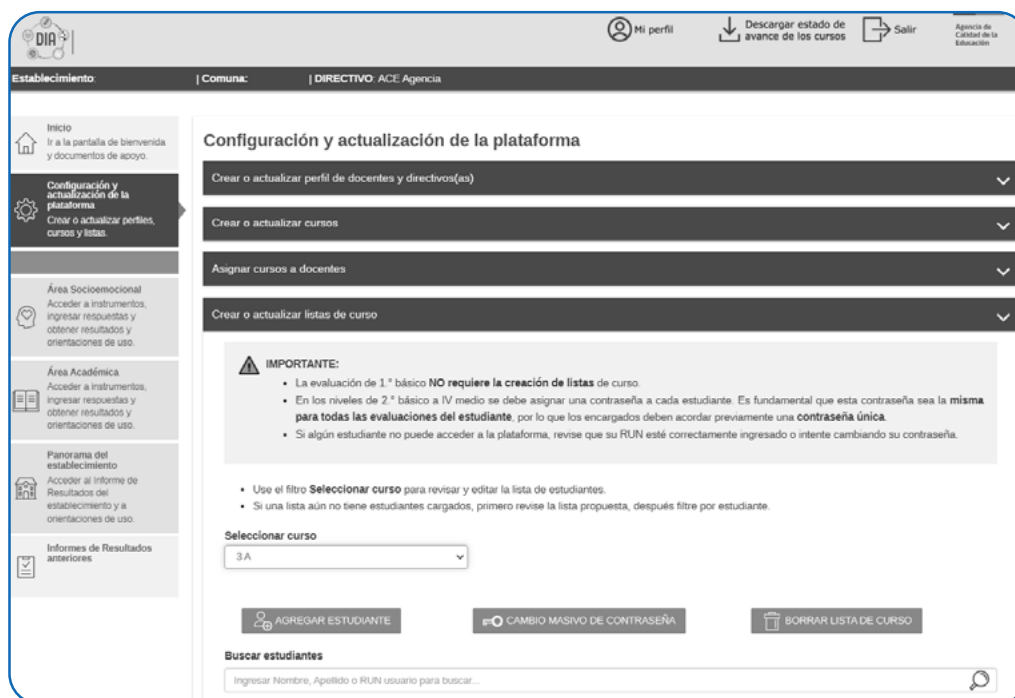 DIA
Mi perfil
Descargar estado de
avance de los cursos
Salir
Agencia de
Calidad de la
Educación
Establecimiento: | Comuna: | DIRECTIVO: ACE Agencia
Inicio
Ir a la pantalla de bienvenida
y documentos de apoyo.
Configuración y
actualización de la
plataforma
Crear o actualizar perfiles,
cursos y listas.
Área Socioemocional
Acceder a instrumentos,
ingresar respuestas y
obtener resultados y
orientaciones de uso.
Área Académica
Acceder a instrumentos,
ingresar respuestas y
obtener resultados y
orientaciones de uso.
Panorama del
establecimiento
Acceder al Informe de
Resultados del
establecimiento y a
orientaciones de uso.
Informes de Resultados
anteriores
Configuración y actualización de la plataforma
Crear o actualizar perfil de docentes y directivos(as)
Crear o actualizar cursos
Asignar cursos a docentes
Crear o actualizar listas de curso
IMPORTANTE:
• La evaluación de 1.° básico NO requiere la creación de listas de curso.
• En los niveles de 2.° básico a IV medio se debe asignar una contraseña a cada estudiante. Es fundamental que esta contraseña sea la misma
para todas las evaluaciones del estudiante, por lo que los encargados deben acordar previamente una contraseña única.
• Si algún estudiante no puede acceder a la plataforma, revise que su RUN esté correctamente ingresado o intente cambiando su contraseña.
• Use el filtro Seleccionar curso para revisar y editar la lista de estudiantes.
• Si una lista aún no tiene estudiantes cargados, primero revise la lista propuesta, después filtre por estudiante.
Seleccionar curso
3 A
AGREGAR ESTUDIANTE
CAMBIO MASIVO DE CONTRASEÑA
BORRAR LISTA DE CURSO
Buscar estudiantes
Ingresar Nombre, Apellido o RUN usuario para buscar...